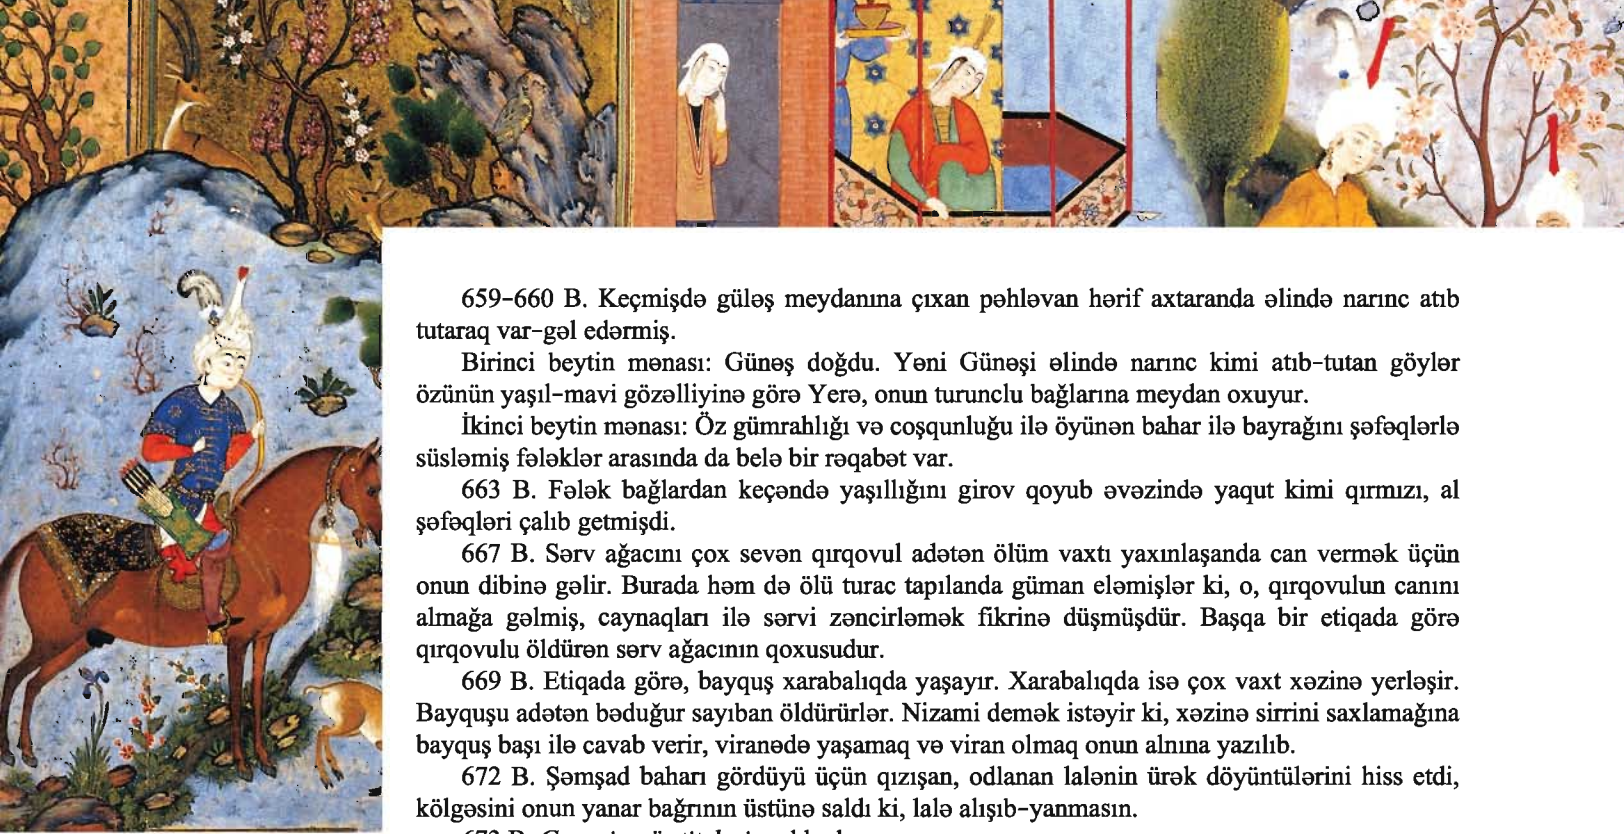 659-660 B. Keçmişdə güləş meydanına çıxan pəhləvan hərif axtaranda əlində narınc atıb
tutaraq var-gəl edərmiş.
Birinci beytin mənası: Günəş doğdu. Yəni Günəşi əlində narınc kimi atıb-tutan göylər
özünün yaşıl-mavi gözəlliyinə görə Yerə, onun turunclu bağlarına meydan oxuyur.
İkinci beytin mənası: Öz gümrahlığı və coşqunluğu ilə öyünən bahar ilə bayrağını şəfəqlərlə
süsləmiş fələklər arasında da belə bir rəqabət var.
663 B. Fələk bağlardan keçəndə yaşıllığını girov qoyub əvəzində yaqut kimi qırmızı, al
şəfəqləri çalıb getmişdi.
667 B. Sərv ağacını çox sevən qırqovul adətən ölüm vaxtı yaxınlaşanda can vermək üçün
onun dibinə gəlir. Burada həm də ölü turac tapılanda güman eləmişlər ki, o, qırqovulun canını
almağa gəlmiş, caynaqları ilə sərvi zəncirləmək fikrinə düşmüşdür. Başqa bir etiqada görə
qırqovulu öldürən sərv ağacının qoxusudur.
669 B. Etiqada görə, bayquş xarabalıqda yaşayır. Xarabalıqda isə çox vaxt xəzinə yerləşir.
Bayquşu adətən bəduğur sayıban öldürürlər. Nizami demək istəyir ki, xəzinə sirrini saxlamağına
bayquş başı ilə cavab verir, viranədə yaşamaq və viran olmaq onun alnına yazılıb.
672 B. Şəmşad baharı gördüyü üçün qızışan, odlanan lalənin ürək döyüntülərini hiss etdi,
kölgəsini onun yanar bağrının üstünə saldı ki, lalə alışıb-yanmasın.